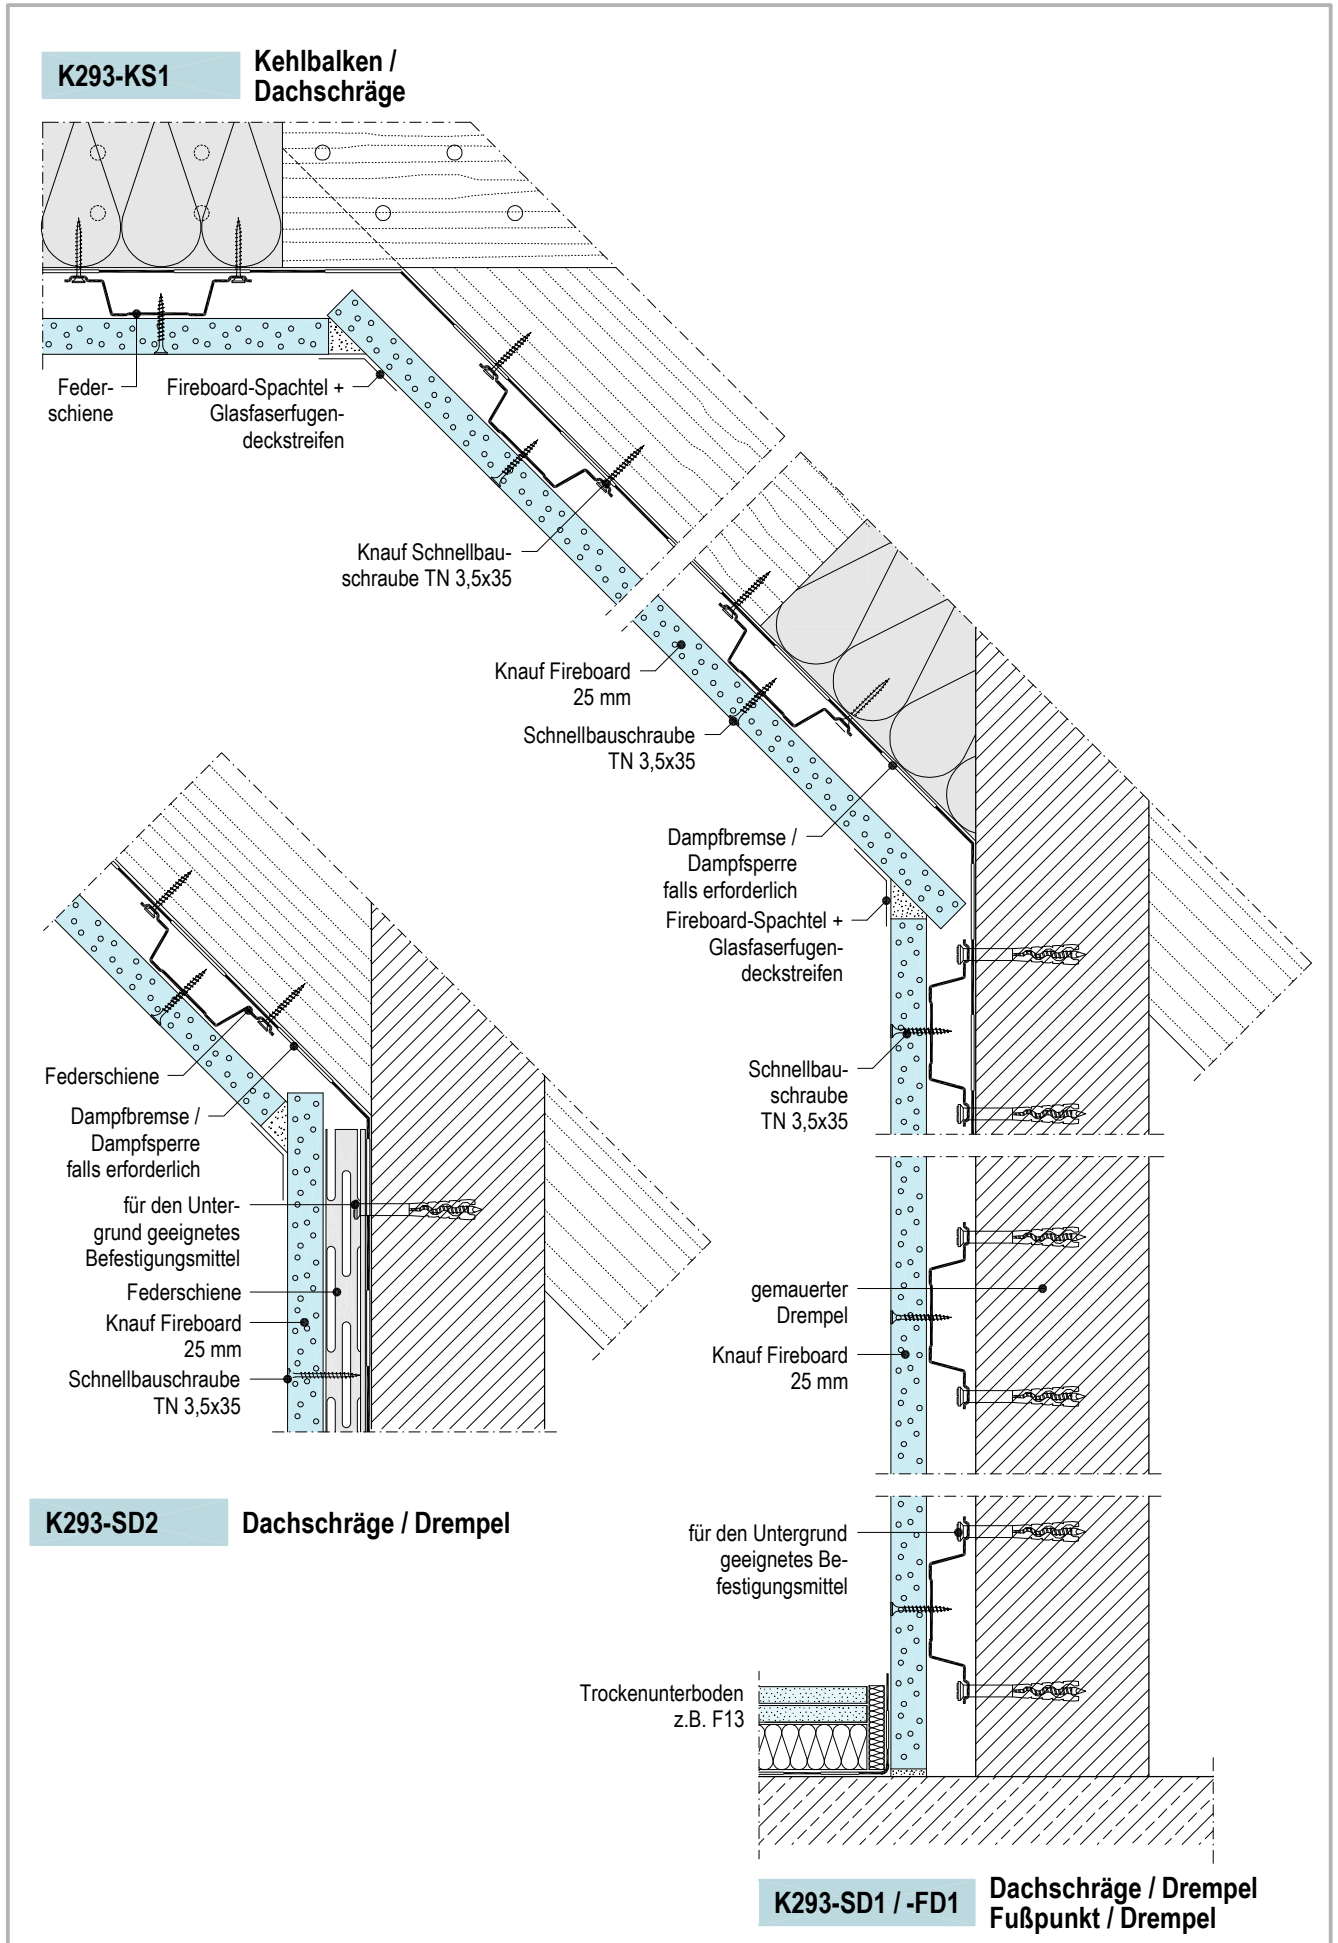 K293-KS1
Kehlbalken /
Dachschräge
Feder-
schiene
Fireboard-Spachtel +
Glasfaserfugen-
deckstreifen
Knauf Schnellbau-
schraube TN 3,5x35
Knauf Fireboard
25 mm
Schnellbauschraube
TN 3,5x35
Dampfbremse /
Dampfsperre
falls erforderlich
Fireboard-Spachtel +
Glasfaserfugen-
deckstreifen
Schnellbau-
schraube
TN 3,5x35
Federschiene
Dampfbremse /
Dampfsperre
falls erforderlich
für den Unter-
grund geeignetes
Befestigungsmittel
Federschiene
Knauf Fireboard
25 mm
Schnellbauschraube
TN 3,5x35
gemauerter
Drempel
Knauf Fireboard
25 mm
K293-SD2
Dachschräge / Drempel
für den Untergrund
geeignetes Be-
festigungsmittel
Trockenunterboden
z.B. F13
K293-SD1 / -FD1
Dachschräge / Drempel
Fußpunkt / Drempel